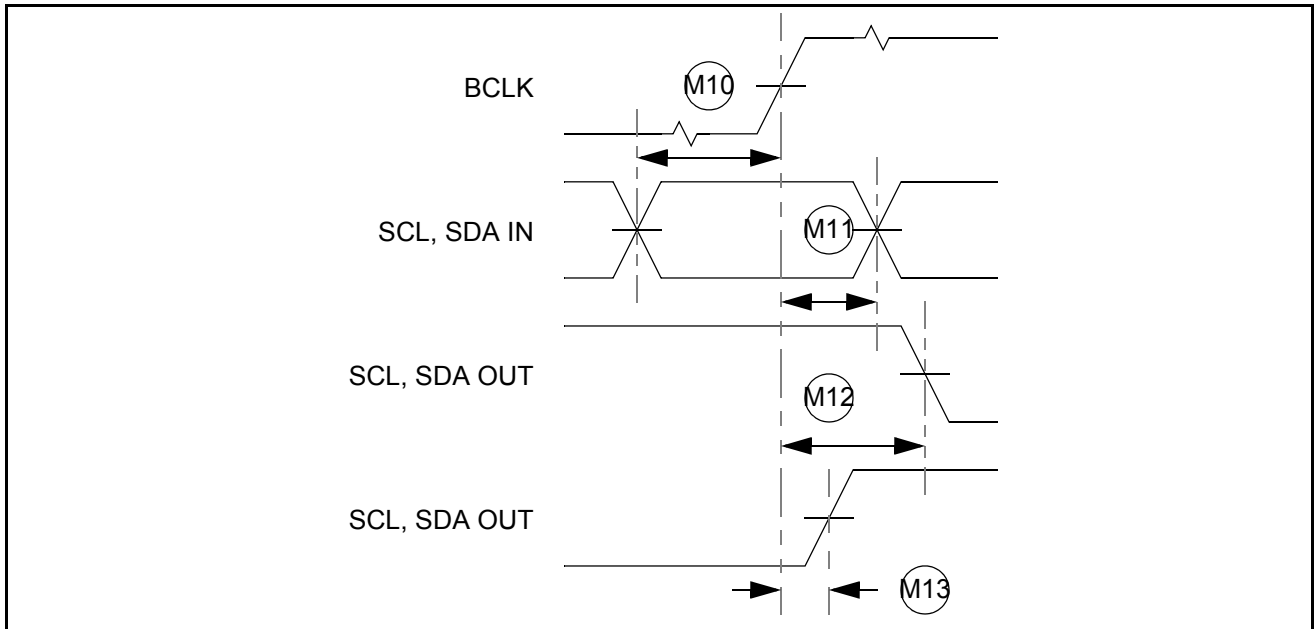 BCLK
M10
SCL, SDA IN
M11
SCL, SDA OUT
M12
SCL, SDA OUT
M13